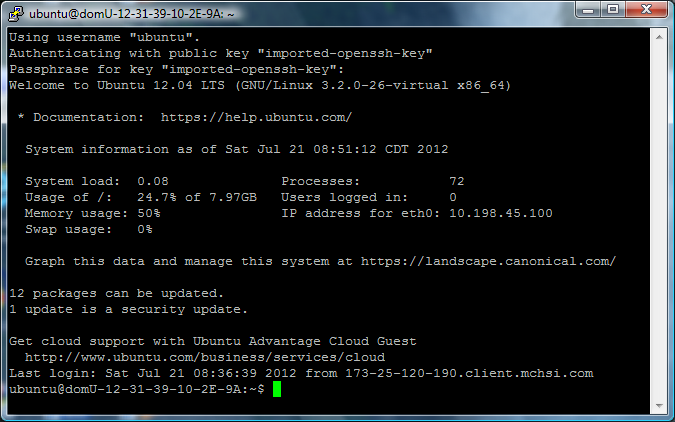 ubuntu@domU-12-31-39-10-2E-9A: ~
Using username "ubuntu".
Authenticating with public key "imported-openssh-key"
Passphrase for key "imported-openssh-key":
Welcome to Ubuntu 12.04 LTS (GNU/Linux 3.2.0-26-virtual x86_64)
* Documentation:  https://help.ubuntu.com/
System information as of Sat Jul 21 08:51:12 CDT 2012
System load:  0.08              Processes:           72
Usage of /:   24.7% of 7.97GB   Users logged in:     0
Memory usage: 50%               IP address for eth0: 10.198.45.100
Swap usage:   0%
Graph this data and manage this system at https://landscape.canonical.com/
12 packages can be updated.
1 update is a security update.
Get cloud support with Ubuntu Advantage Cloud Guest
http://www.ubuntu.com/business/services/cloud
Last login: Sat Jul 21 08:36:39 2012 from 173-25-120-190.client.mchsi.com
ubuntu@domU-12-31-39-10-2E-9A:~$